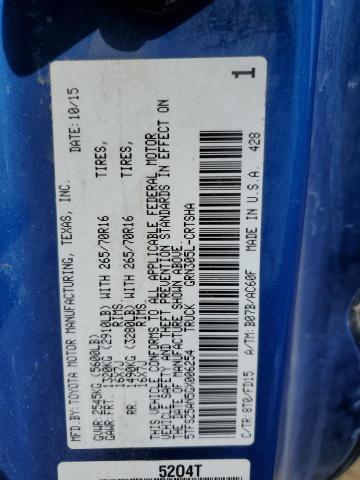 MFD.BY: TOYOTA MOTOR MANUFACTURING, TEXAS, INC. DATE: 10/15
GVWR: 2545KG (5600LB)
GAWR: FRT. 1320KG (2910LB) WITH 265/70R16 TIRES,
16X7J RIMS.
RR. 1490KG (3280LB) WITH 265/70R16 TIRES,
16X7J RIMS.
THIS VEHICLE CONFORMS TO ALL APPLICABLE FEDERAL MOTOR
VEHICLE SAFETY AND THEFT PREVENTION STANDARDS IN EFFECT ON
THE DATE OF MANUFACTURE SHOWN ABOVE.
5TFSZ5AN5GX006254 TRUCK GRN305L-CRTSHA
C/TR: 8T0/FD15 A/TM: B07B/AC60F MADE IN U.S.A. 428
1
5204T